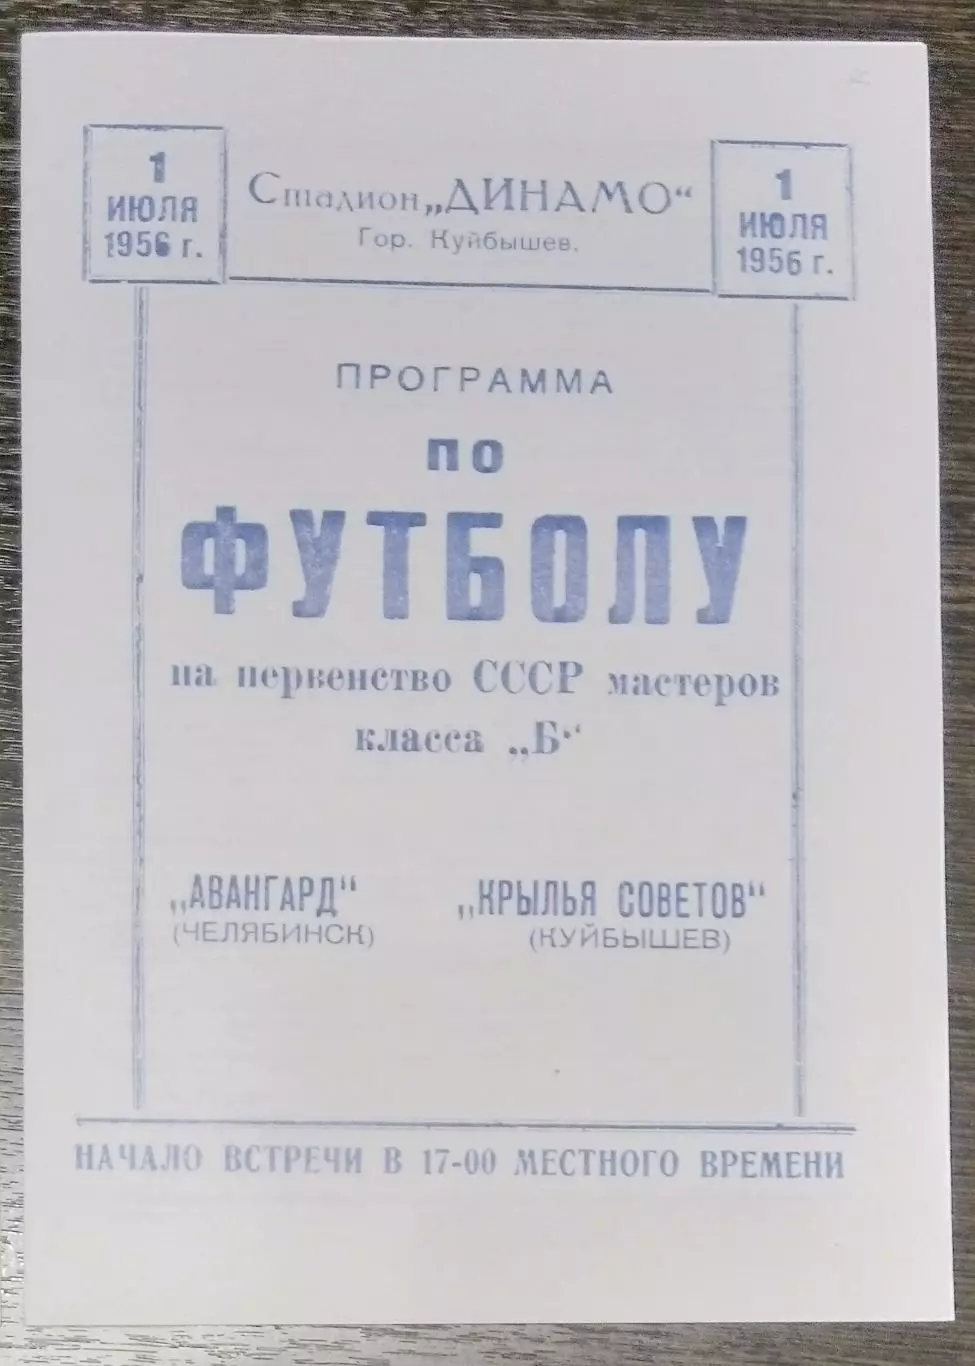 1
ИЮЛЯ
1956 г.
Стадион „ДИНАМО“
Гор. Куйбышев.
1
ИЮЛЯ
1956 г.
ПРОГРАММА
ПО
ФУТБОЛУ
на первенство СССР мастеров
класса „Б“
„АВАНГАРД“
(ЧЕЛЯБИНСК)
„КРЫЛЬЯ СОВЕТОВ“
(КУЙБЫШЕВ)
НАЧАЛО ВСТРЕЧИ В 17-00 МЕСТНОГО ВРЕМЕНИ